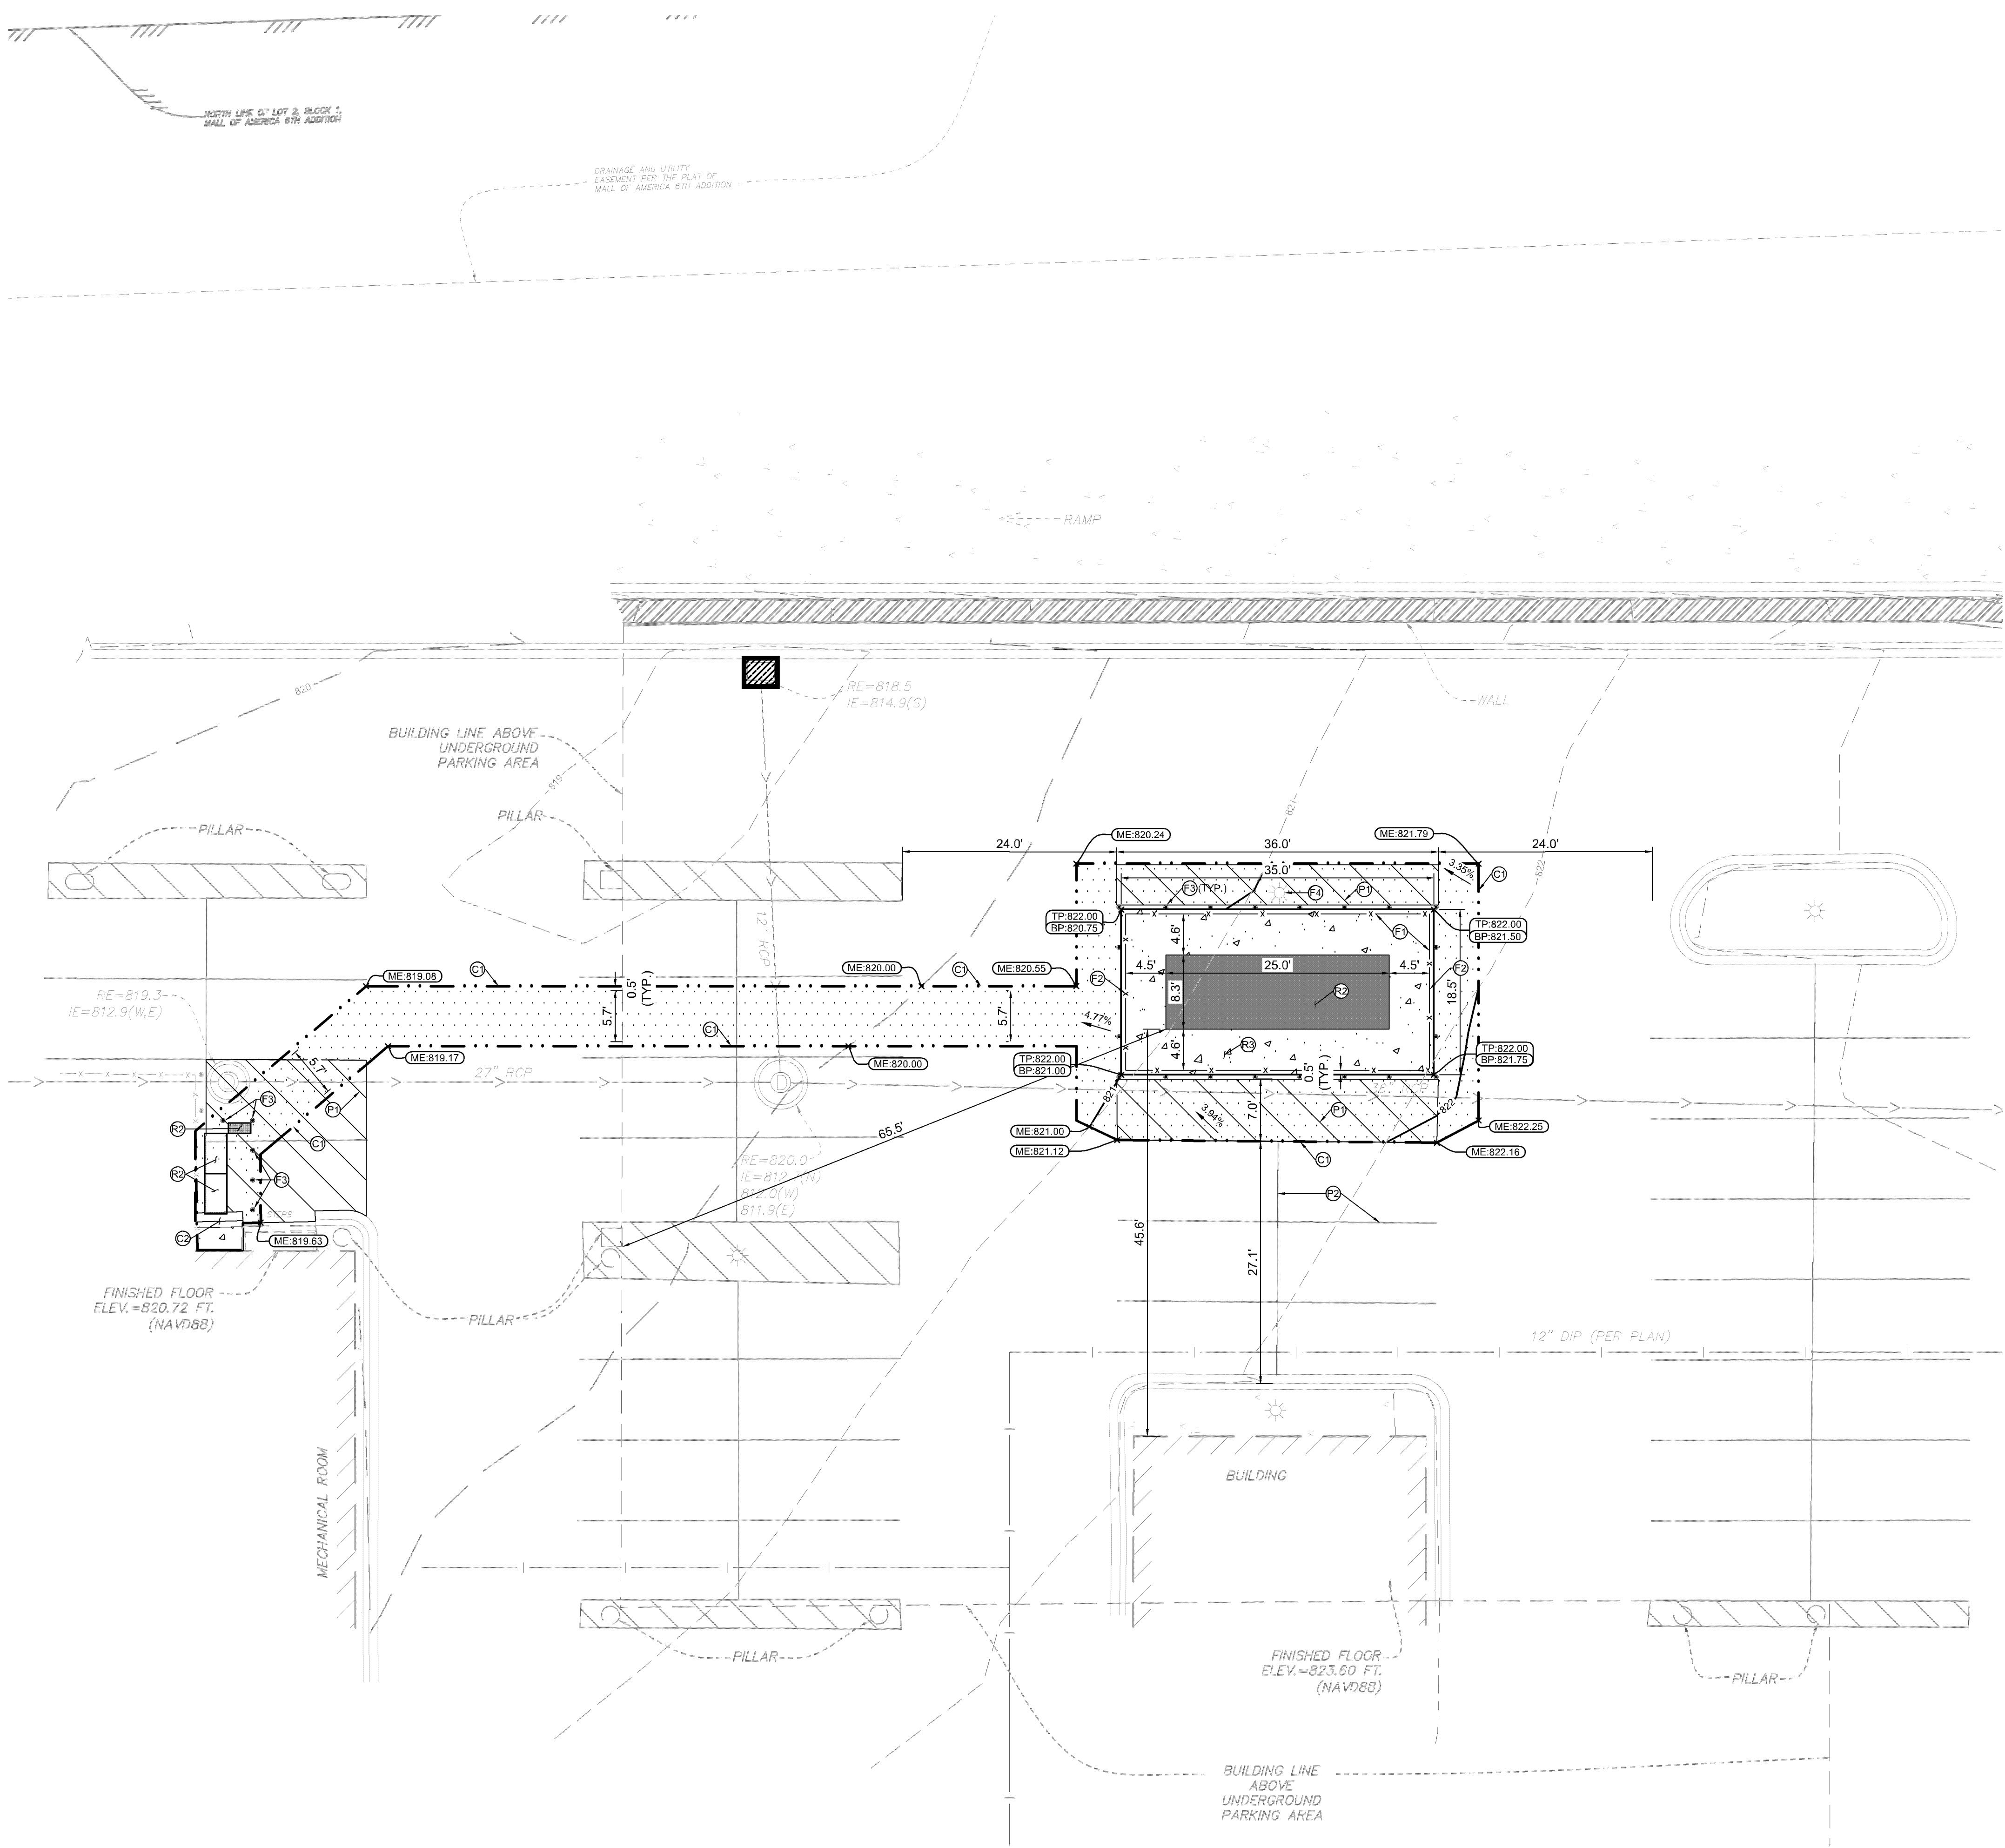 NORTH LINE OF LOT 2, BLOCK 1,
MALL OF AMERICA 6TH ADDITION
DRAINAGE AND UTILITY
EASEMENT PER THE PLAT OF
MALL OF AMERICA 6TH ADDITION
RAMP
WALL
820
RE=818.5
IE=814.9(S)
BUILDING LINE ABOVE
UNDERGROUND
PARKING AREA
819
821
822
PILLAR
PILLAR
ME:820.24
ME:821.79
24.0'
36.0'
24.0'
35.0'
3.35%
C1
F3 (TYP.)
F4
P1
12" RCP
TP:822.00
BP:820.75
TP:822.00
BP:821.50
F1
4.6'
4.5'
25.0'
4.5'
F2
F2
8.3'
R2
18.5'
ME:819.08
C1
ME:820.00
C1
ME:820.55
0.5'
(TYP.)
5.7'
5.7'
4.77%
RE=819.3
IE=812.9(W,E)
C1
4.6'
R3
ME:819.17
ME:820.00
TP:822.00
BP:821.00
TP:822.00
BP:821.75
0.5'
(TYP.)
5.7'
27" RCP
36" RCP
D
D
F3
P1
R2
C1
821
822
7.0'
3.94%
P1
ME:821.00
ME:822.25
65.5'
ME:821.12
ME:822.16
C1
RE=820.0
IE=812.7(N)
812.0(W)
811.9(E)
R2
F3
P2
STEPS
C2
ME:819.63
45.6'
27.1'
FINISHED FLOOR
ELEV.=820.72 FT.
(NAVD88)
PILLAR
12" DIP (PER PLAN)
MECHANICAL ROOM
BUILDING
PILLAR
FINISHED FLOOR
ELEV.=823.60 FT.
(NAVD88)
PILLAR
BUILDING LINE
ABOVE
UNDERGROUND
PARKING AREA